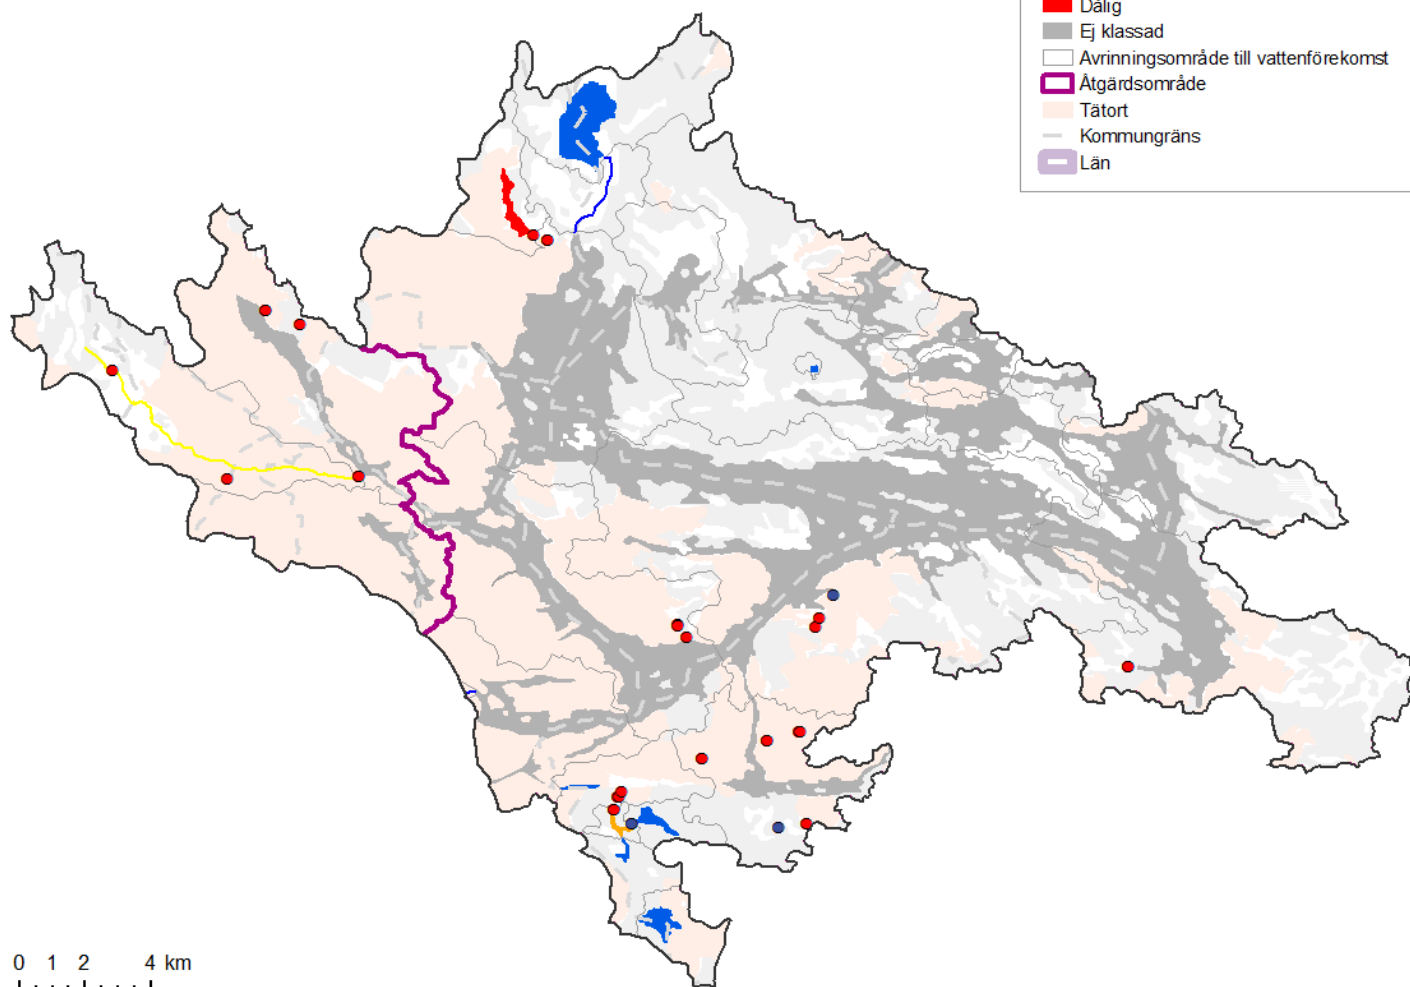 Dålig
Ej klassad
Avrinningsområde till vattenförekomst
Åtgärdsområde
Tätort
Kommungräns
Län
0 1 2 4 km